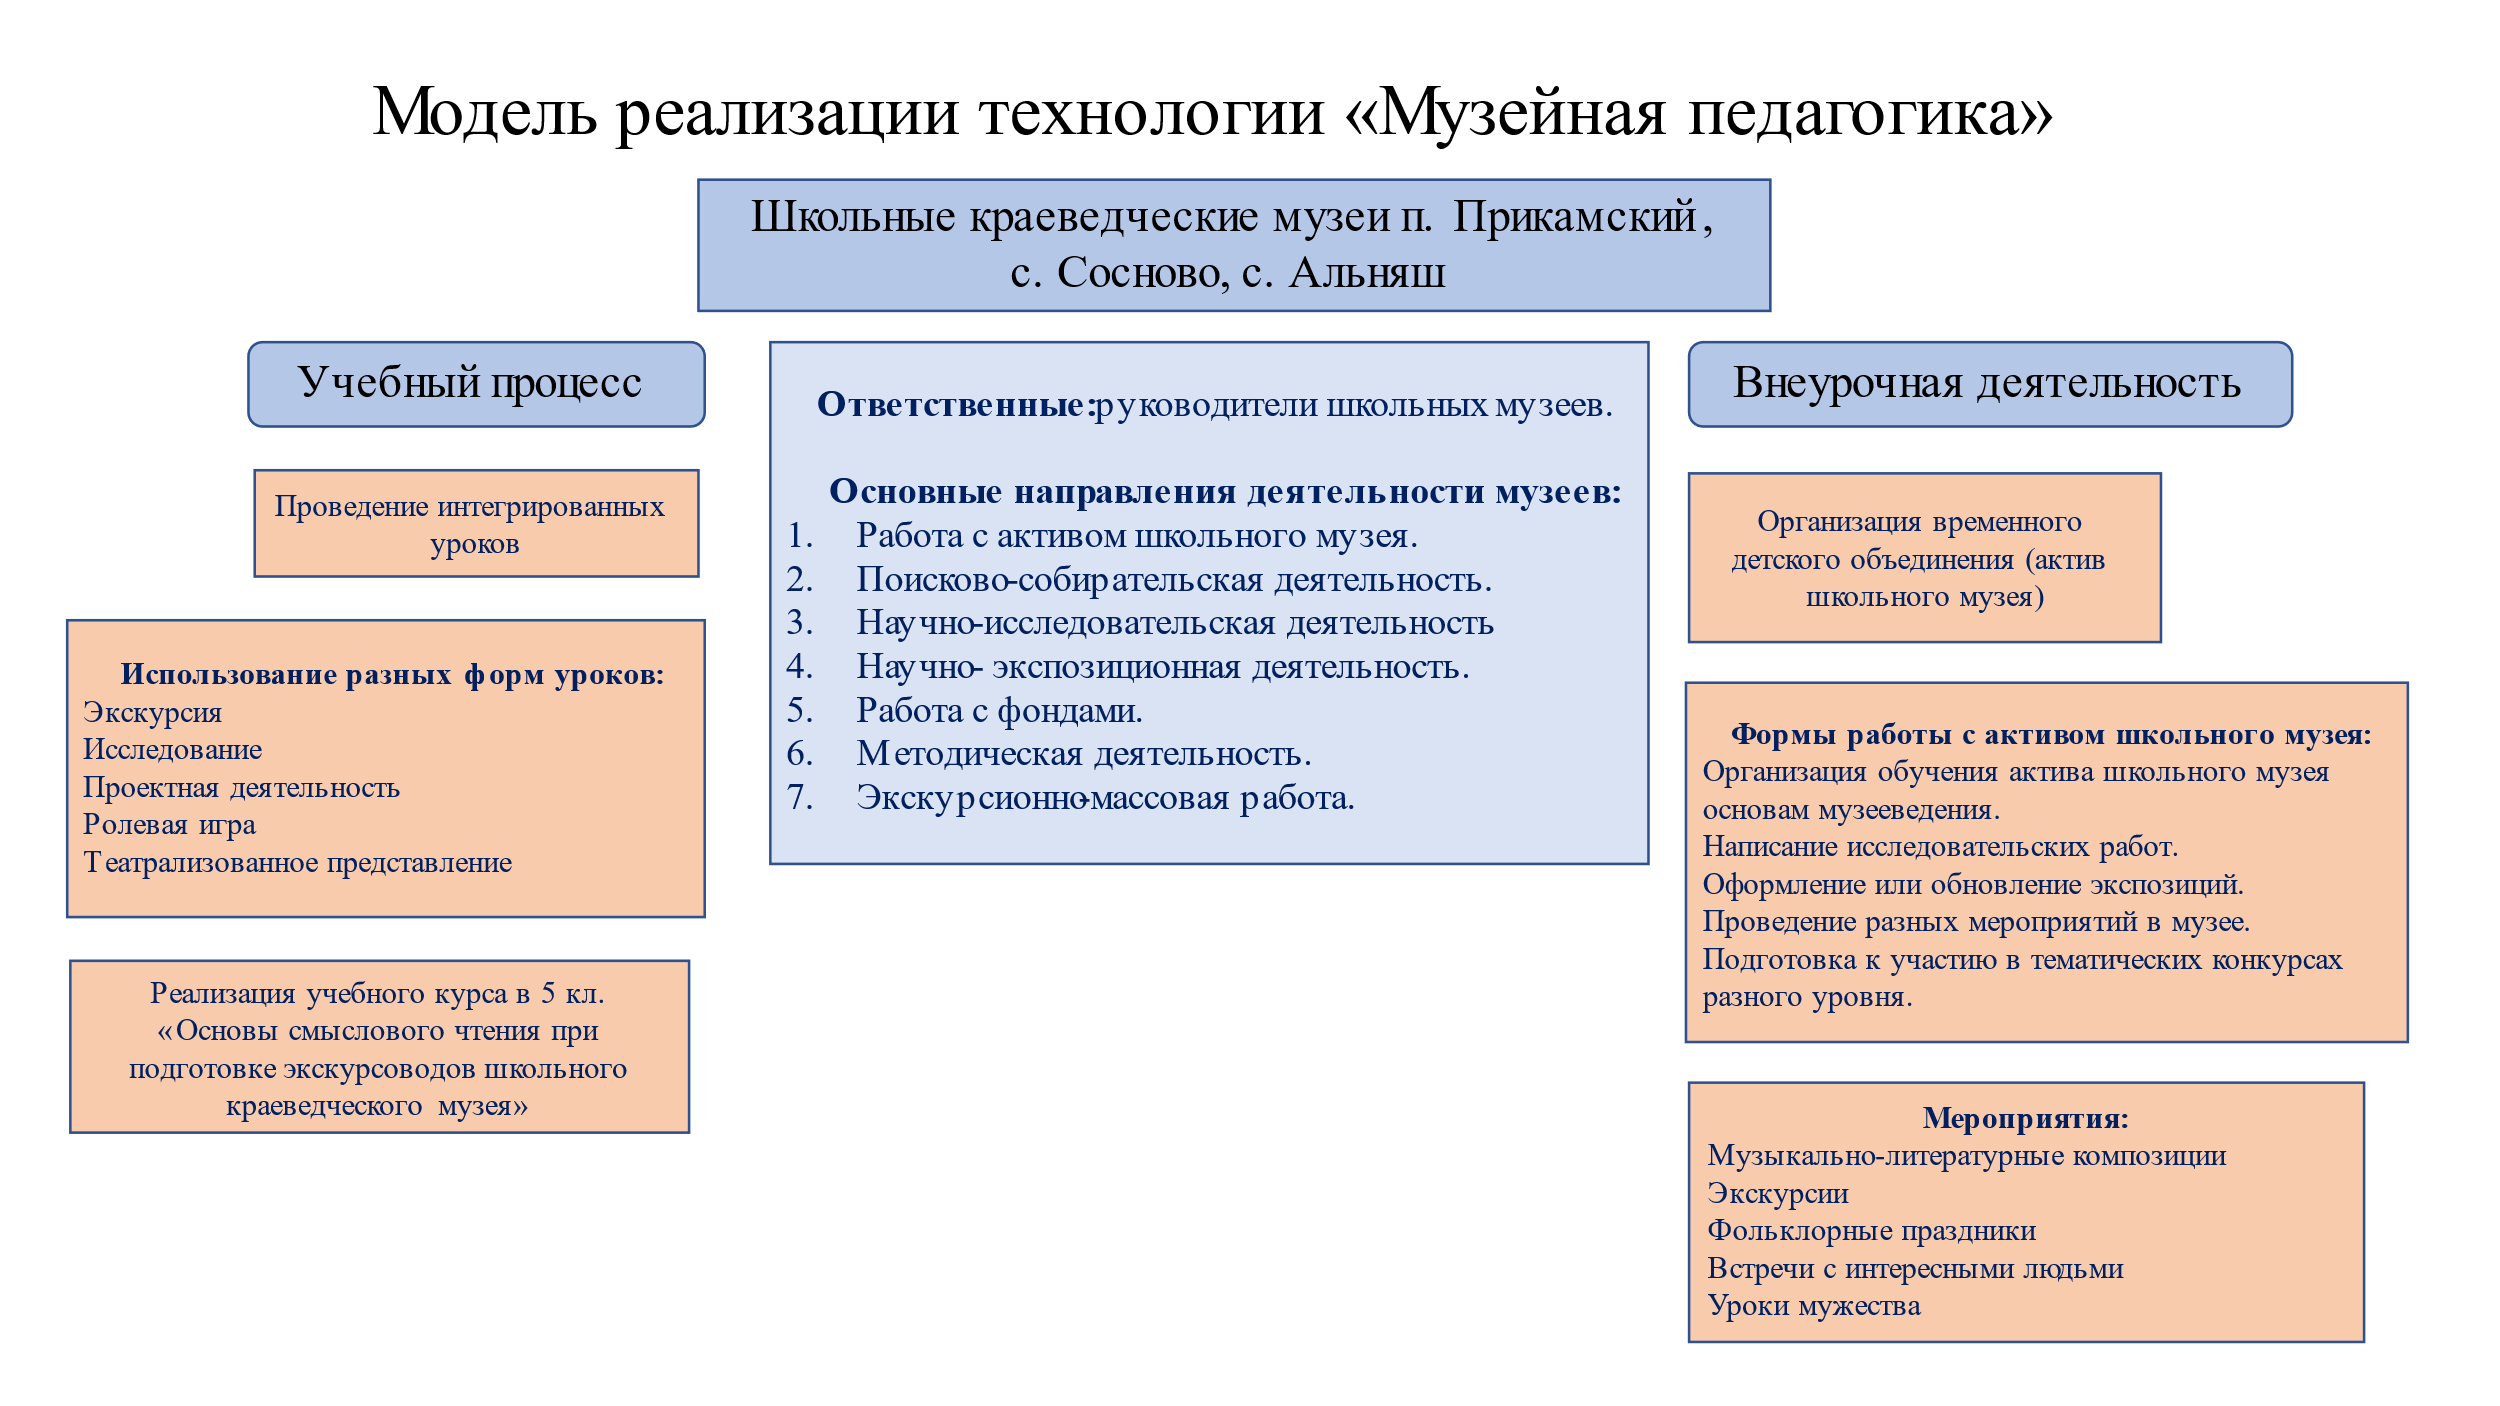 Модель реализации технологии «Музейная педагогика»
Школьные краеведческие музеи п. Прикамский,
с. Сосново, с. Альняш
Учебный процесс
Проведение интегрированных
уроков
Использование разных форм уроков:
Экскурсия
Исследование
Проектная деятельность
Ролевая игра
Театрализованное представление
Реализация учебного курса в 5 кл.
«Основы смыслового чтения при
подготовке экскурсоводов школьного
краеведческого музея»
Ответственные:руководители школьных музеев.
Основные направления деятельности музеев:
1. Работа с активом школьного музея.
2. Поисково-собирательская деятельность.
3. Научно-исследовательская деятельность
4. Научно- экспозиционная деятельность.
5. Работа с фондами.
6. Методическая деятельность.
7. Экскурсионно-массовая работа.
Внеурочная деятельность
Организация временного
детского объединения (актив
школьного музея)
Формы работы с активом школьного музея:
Организация обучения актива школьного музея
основам музееведения.
Написание исследовательских работ.
Оформление или обновление экспозиций.
Проведение разных мероприятий в музее.
Подготовка к участию в тематических конкурсах
разного уровня.
Мероприятия:
Музыкально-литературные композиции
Экскурсии
Фольклорные праздники
Встречи с интересными людьми
Уроки мужества